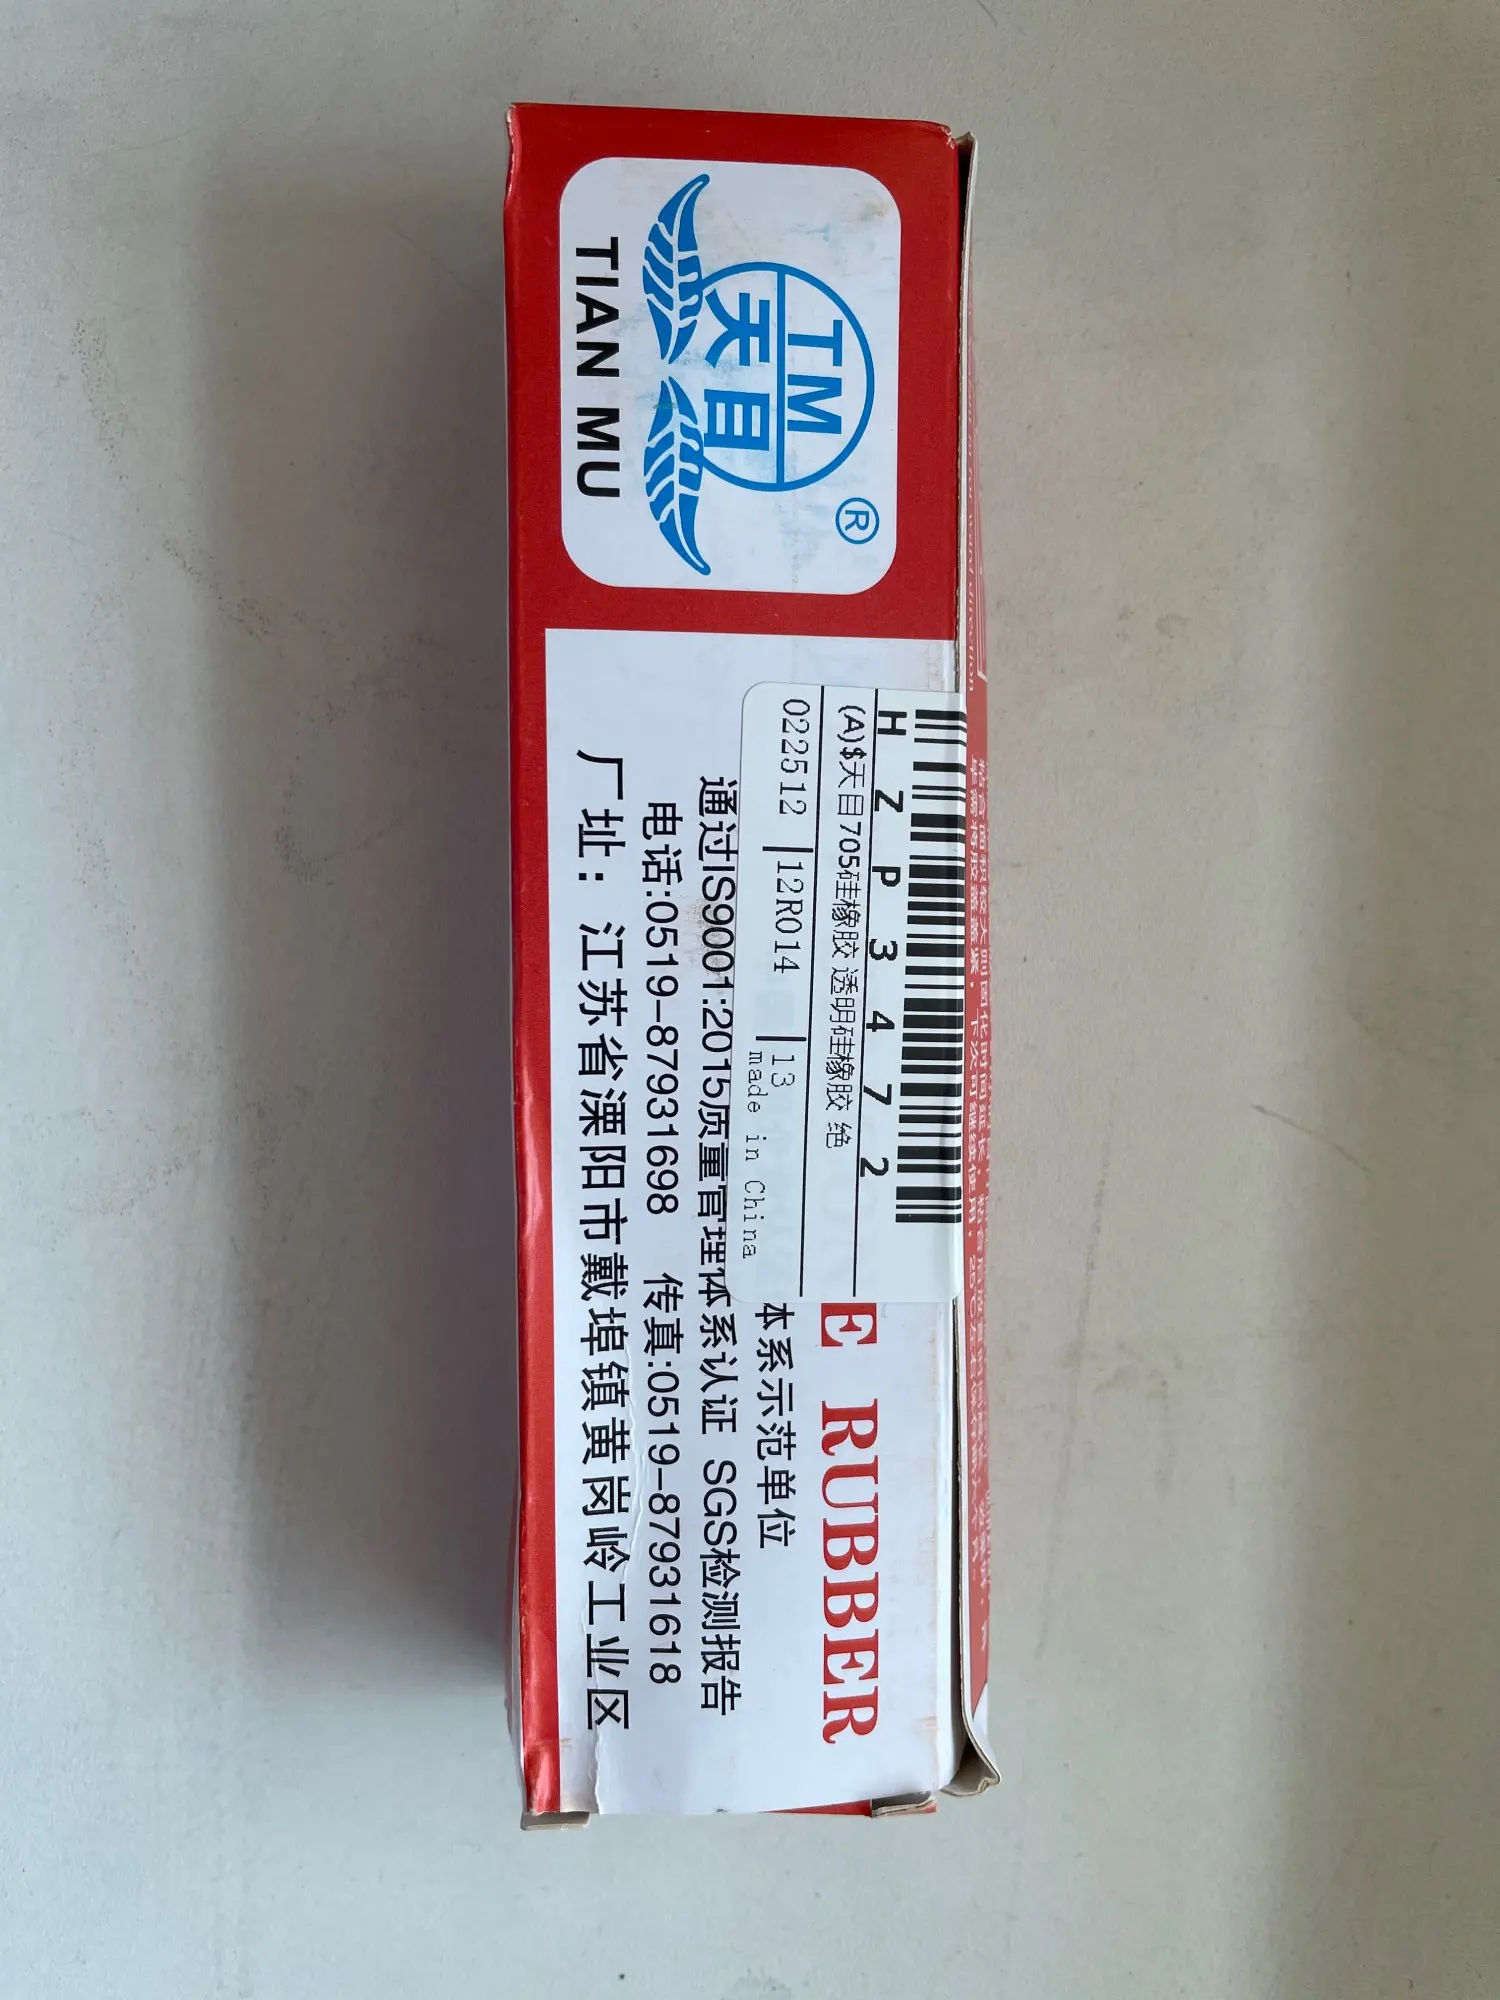 TM
天目
®
TIAN MU
HZP34722
(A)$天目705硅橡胶 透明硅橡胶 绝
022512
12R014
13
made in China
E RUBBER
本系示范单位
通过IS9001:2015质量管理体系认证 SGS检测报告
电话:0519-87931698 传真:0519-87931618
厂址：江苏省溧阳市戴埠镇黄岗岭工业区